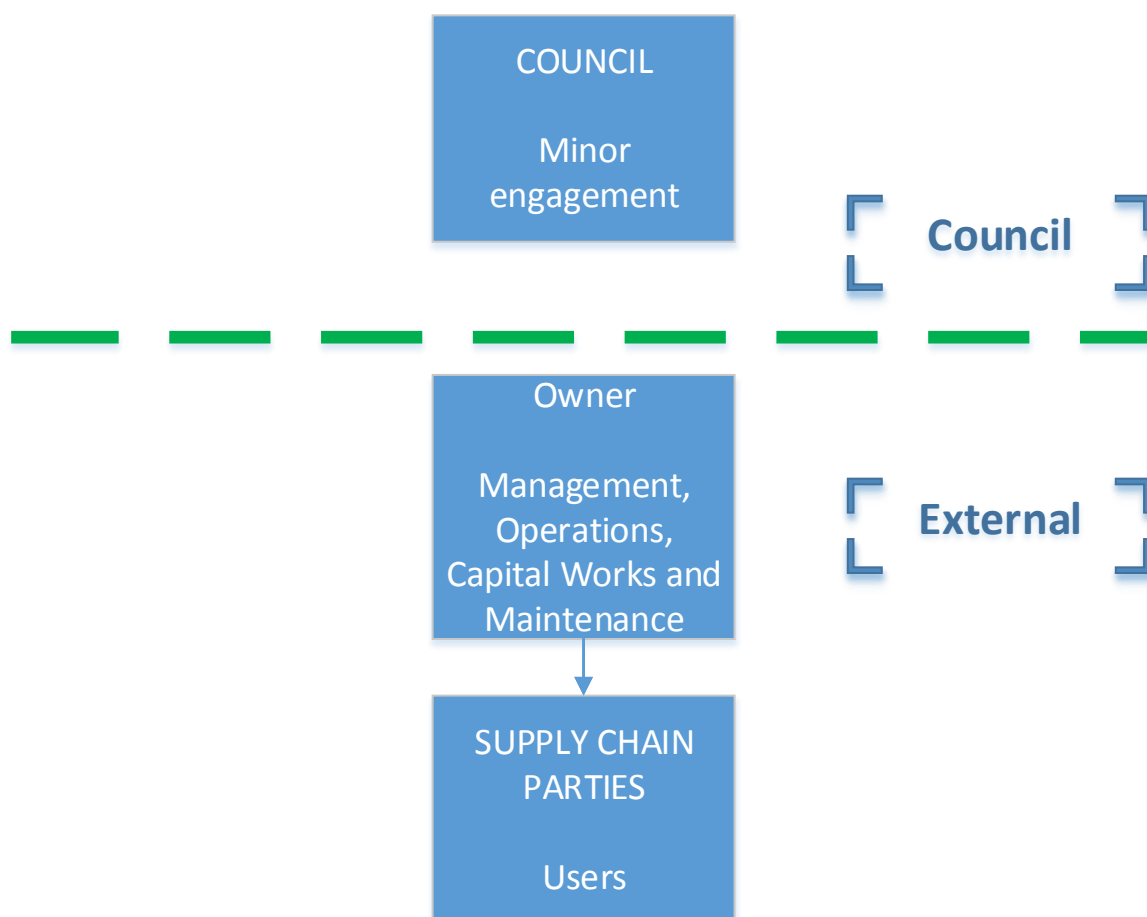 COUNCIL
Minor
engagement
Council
Owner
Management,
Operations,
Capital Works and
Maintenance
External
SUPPLY CHAIN
PARTIES
Users